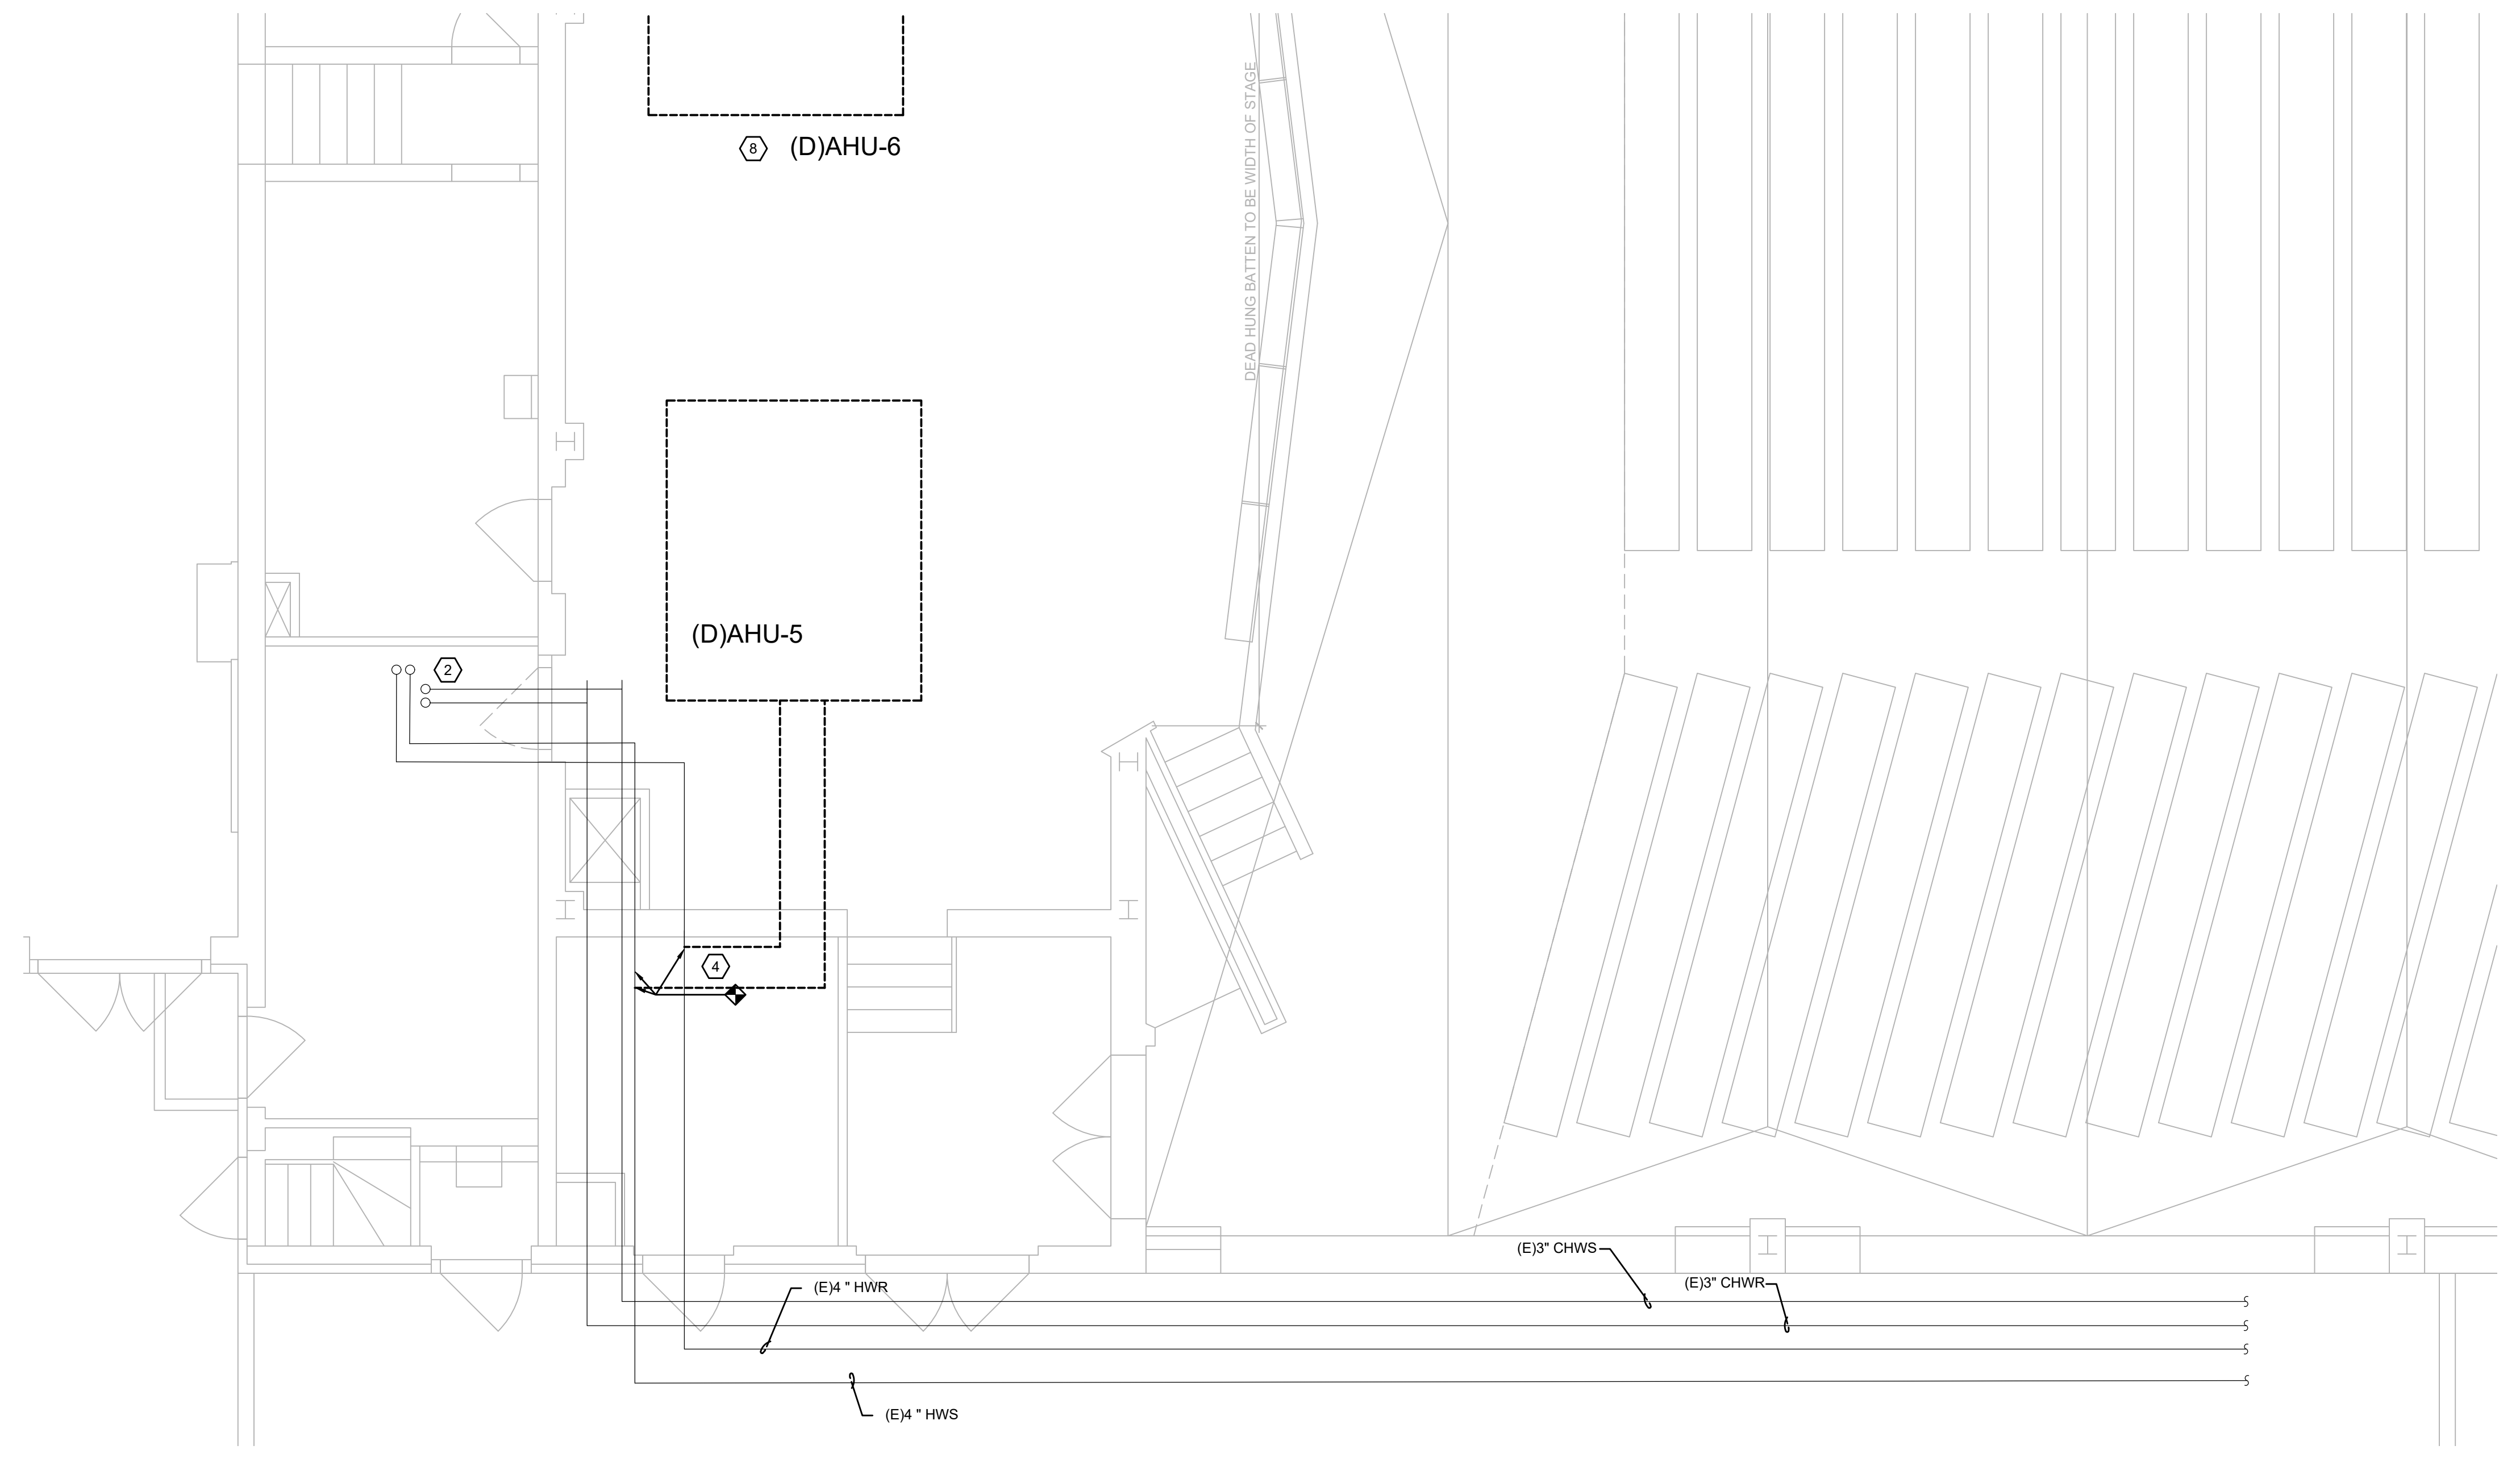 DEAD HUNG BATTEN TO BE WIDTH OF STAGE
8
(D)AHU-6
(D)AHU-5
2
4
(E)3" CHWS
(E)3" CHWR
(E)4 " HWR
(E)4 " HWS